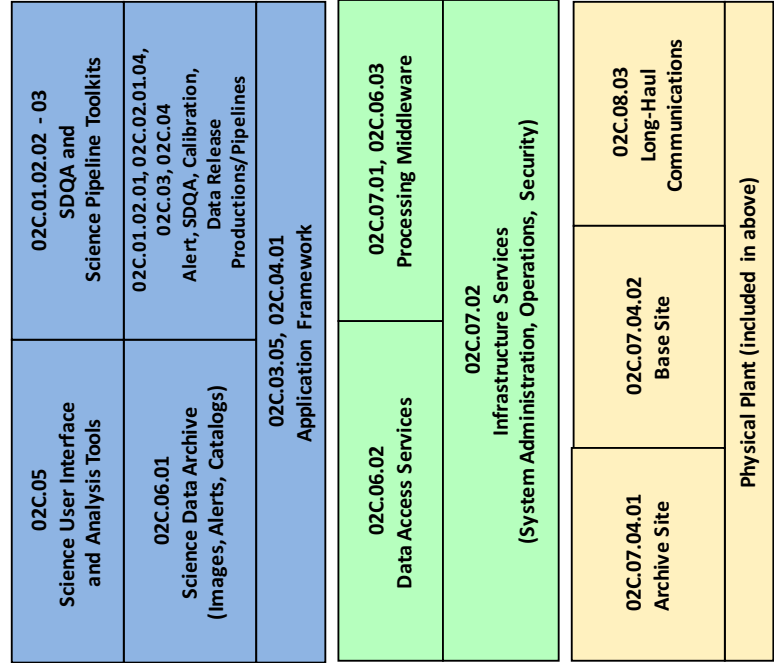 02C.05
Science User Interface
and Analysis Tools
02C.01.02.02 - 03
SDQA and
Science Pipeline Toolkits
02C.06.01
Science Data Archive
(Images, Alerts, Catalogs)
02C.01.02.01, 02C.02.01.04,
02C.03, 02C.04
Alert, SDQA, Calibration,
Data Release
Productions/Pipelines
02C.03.05, 02C.04.01
Application Framework
02C.06.02
Data Access Services
02C.07.01, 02C.06.03
Processing Middleware
02C.07.02
Infrastructure Services
(System Administration, Operations, Security)
02C.07.04.01
Archive Site
02C.07.04.02
Base Site
02C.08.03
Long-Haul
Communications
Physical Plant (included in above)